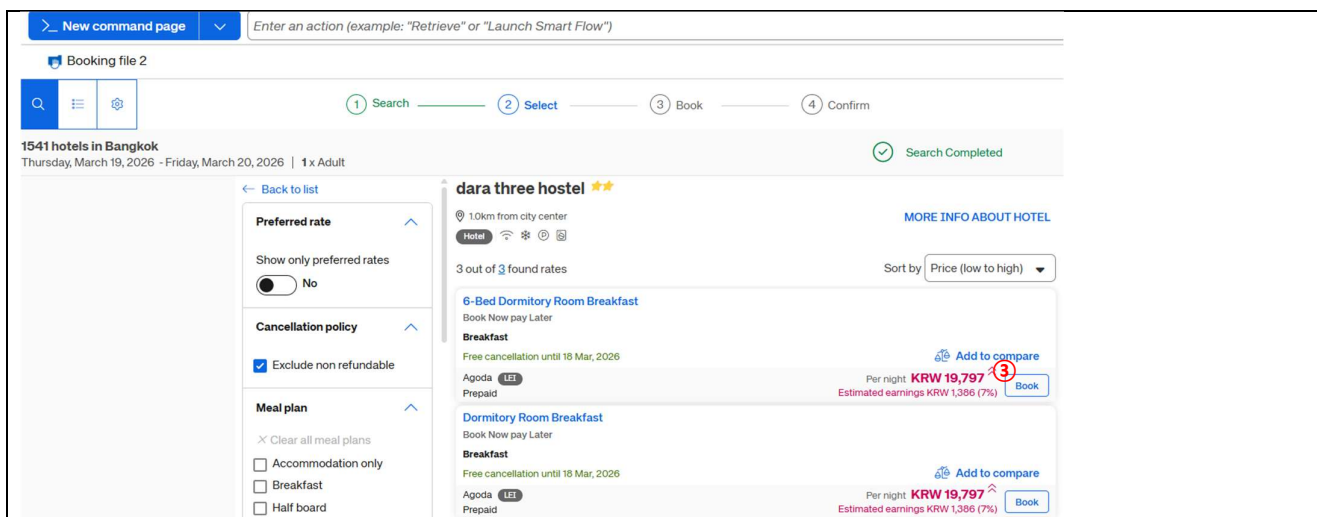 >_ New command page
Enter an action (example: "Retrieve" or "Launch Smart Flow")
Booking file 2
1 Search 2 Select 3 Book 4 Confirm
1541 hotels in Bangkok
Thursday, March 19, 2026 - Friday, March 20, 2026 | 1 x Adult
Search Completed
← Back to list
Preferred rate
Show only preferred rates
No
Cancellation policy
Exclude non refundable
Meal plan
× Clear all meal plans
Accommodation only
Breakfast
Half board
dara three hostel
1.0km from city center
MORE INFO ABOUT HOTEL
Hotel
3 out of 3 found rates
Sort by Price (low to high)
6-Bed Dormitory Room Breakfast
Book Now pay Later
Breakfast
Free cancellation until 18 Mar, 2026
Add to compare
③
Agoda LEI
Per night KRW 19,797
Book
Prepaid
Estimated earnings KRW 1,386 (7%)
Dormitory Room Breakfast
Book Now pay Later
Breakfast
Free cancellation until 18 Mar, 2026
Add to compare
Agoda LEI
Per night KRW 19,797
Book
Prepaid
Estimated earnings KRW 1,386 (7%)